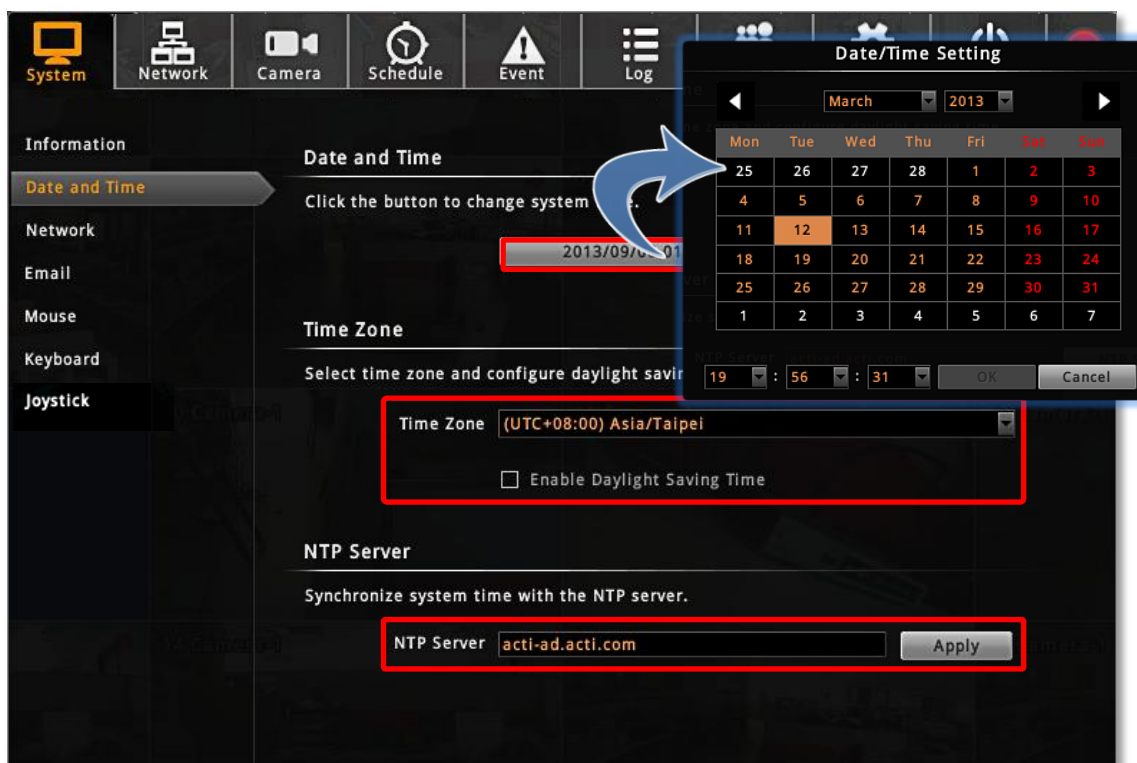 System Network Camera Schedule Event Log
Information
Date and Time
Network
Email
Mouse
Keyboard
Joystick
Date and Time
Click the button to change system
2013/09/
01
Time Zone
Select time zone and configure daylight savin
Time Zone (UTC+08:00) Asia/Taipei
Enable Daylight Saving Time
NTP Server
Synchronize system time with the NTP server.
NTP Server acti-ad.acti.com Apply
Date/Time Setting
March 2013
Mon Tue Wed Thu Fri Sat Sun
25 26 27 28 1 2 3
4 5 6 7 8 9 10
11 12 13 14 15 16 17
18 19 20 21 22 23 24
25 26 27 28 29 30 31
1 2 3 4 5 6 7
19 : 56 : 31 OK Cancel